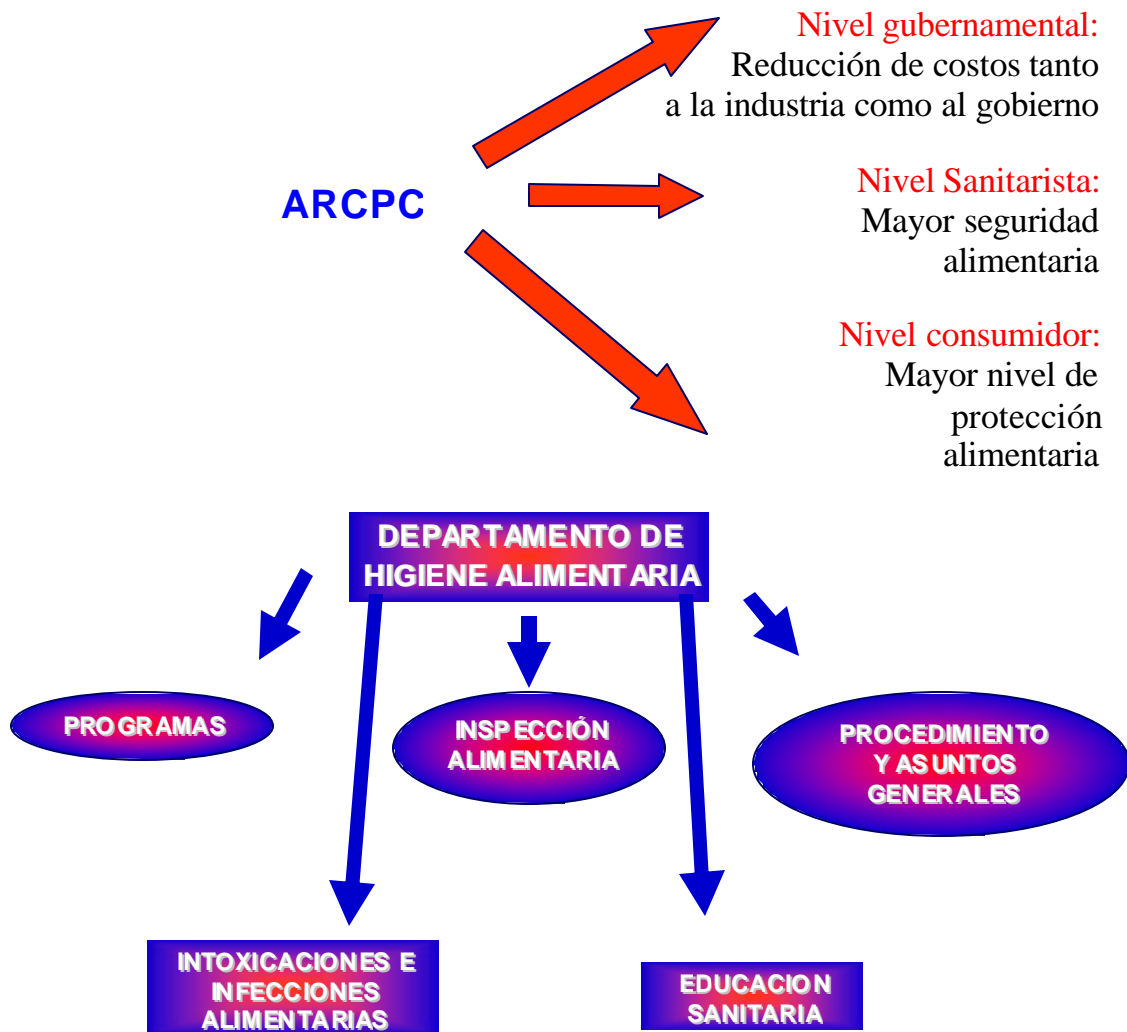 Nivel gubernamental:
Reducción de costos tanto
a la industria como al gobierno
ARCPC
Nivel Sanitarista:
Mayor seguridad
alimentaria
Nivel consumidor:
Mayor nivel de
protección
alimentaria
DEPARTAMENTO DE
HIGIENE ALIMENTARIA
PROGRAMAS
INSPECCIÓN
ALIMENTARIA
PROCEDIMIENTO
Y ASUNTOS
GENERALES
INTOXICACIONES E
INFECCIONES
ALIMENTARIAS
EDUCACION
SANITARIA